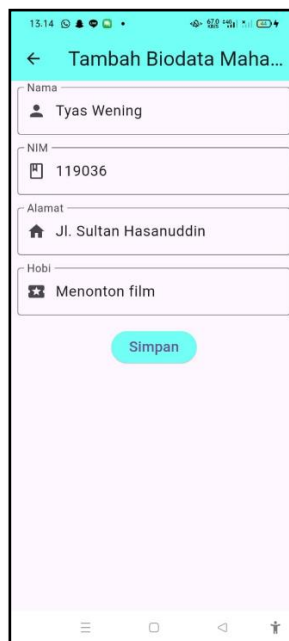 13.14
Tambah Biodata Maha...
Nama
Tyas Wening
NIM
119036
Alamat
Jl. Sultan Hasanuddin
Hobi
Menonton film
Simpan